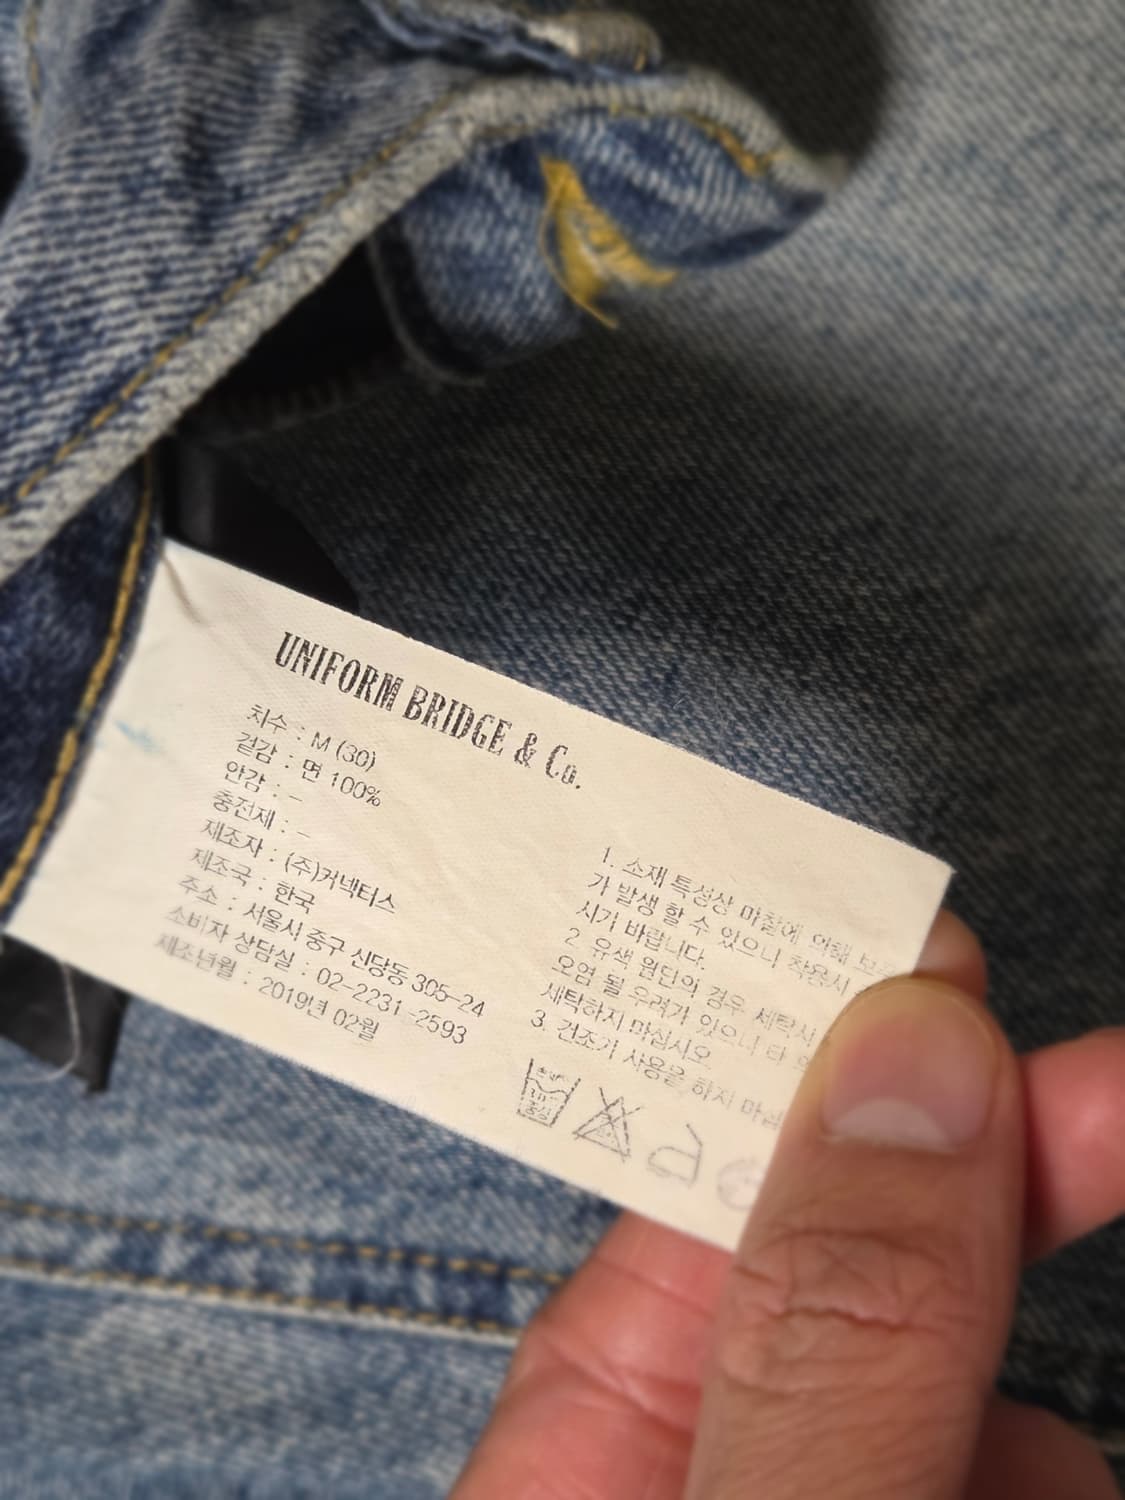 UNIFORM BRIDGE & Co.
치수 : M (30)
겉감 : 면 100%
안감 : –
충전재 : –
제조자 : (주)커넥터스
제조국 : 한국
주소 : 서울시 중구 신당동 305-24
소비자 상담실 : 02-2231-2593
제조년월 : 2019년 02월
1. 소재 특성상 마찰에 의해
가 발생 할 수 있으니 착용시
시기 바랍니다.
2. 유색 원단의 경우 세탁시
오염 될 우려가 있으니 타
세탁하지 마십시오
3. 건조기 사용을 하지 마십